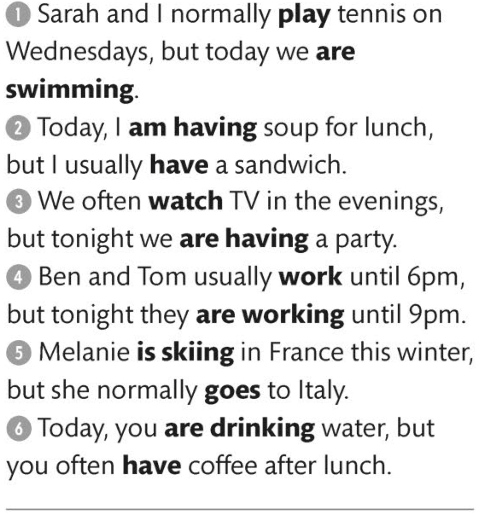 1 Sarah and I normally play tennis on
Wednesdays, but today we are
swimming.
2 Today, I am having soup for lunch,
but I usually have a sandwich.
3 We often watch TV in the evenings,
but tonight we are having a party.
4 Ben and Tom usually work until 6pm,
but tonight they are working until 9pm.
5 Melanie is skiing in France this winter,
but she normally goes to Italy.
6 Today, you are drinking water, but
you often have coffee after lunch.